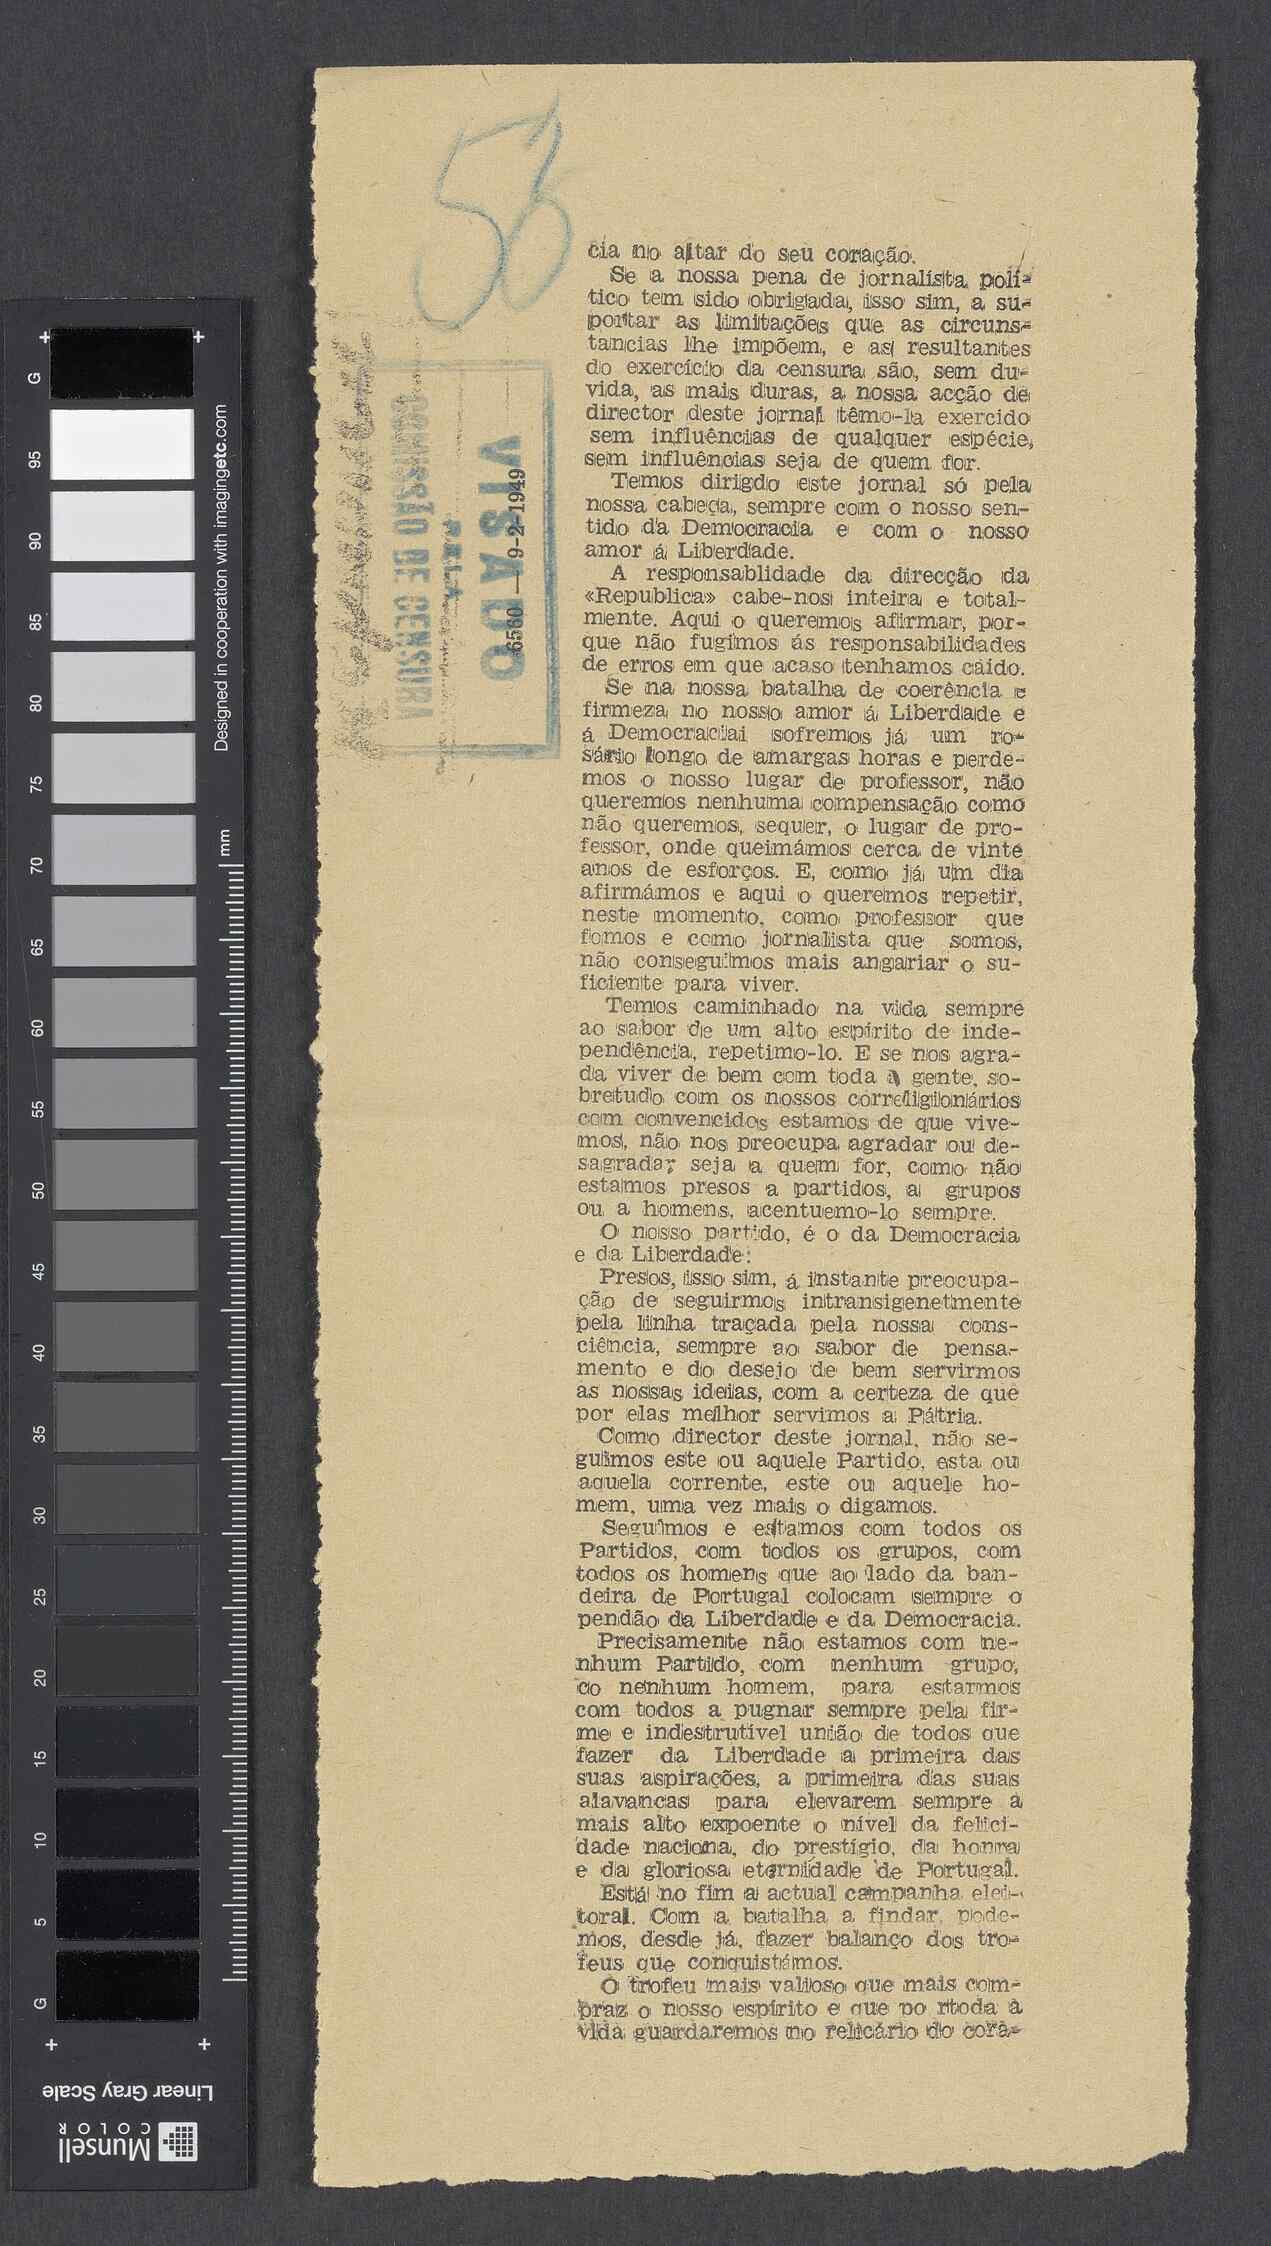 56
VISADO
COMISSÃO DE CENSURA
6560 — 9-2-1949
cia no altar do seu coração.
Se a nossa pena de jornalista polí-
tico tem sido obrigada, isso sim, a su-
portar as limitações que as circuns-
tancias lhe impõem, e as resultantes
do exercício da censura são, sem du-
vida, as mais duras, a nossa acção de
director deste jornal têmo-la exercido
sem influências de qualquer espécie,
sem influências seja de quem for.
Temos dirigdo este jornal só pela
nossa cabeça, sempre com o nosso sen-
tido da Democracia e com o nosso
amor á Liberdade.
A responsablidade da direcção da
«Republica» cabe-nos inteira e total-
mente. Aqui o queremos afirmar, por-
que não fugimos ás responsabilidades
de erros em que acaso tenhamos caido.
Se na nossa batalha de coerência e
firmeza no nosso amor á Liberdade e
á Democraciai sofremos já um ro-
sário longo de amargas horas e perde-
mos o nosso lugar de professor, não
queremos nenhuma compensação como
não queremos, sequer, o lugar de pro-
fessor, onde queimámos cerca de vinte
anos de esforços. E, como já um dia
afirmámos e aqui o queremos repetir,
neste momento, como professor que
fomos e como jornalista que somos,
não conseguimos mais angariar o su-
ficiente para viver.
Temos caminhado na vida sempre
ao sabor de um alto espírito de inde-
pendência, repetimo-lo. E se nos agra-
da viver de bem com toda a gente, so-
bretudo com os nossos correligionários
com convencidos estamos de que vive-
mos, não nos preocupa agradar ou de-
sagradar seja a quem for, como não
estamos presos a partidos, a grupos
ou a homens, acentuemo-lo sempre.
O nosso partido, é o da Democracia
e da Liberdade:
Presos, isso sim, á instante preocupa-
ção de seguirmos intransigenetmente
pela linha traçada pela nossa cons-
ciência, sempre ao sabor de pensa-
mento e do desejo de bem servirmos
as nossas ideias, com a certeza de que
por elas melhor servimos a Pátria.
Como director deste jornal, não se-
guimos este ou aquele Partido, esta ou
aquela corrente, este ou aquele ho-
mem, uma vez mais o digamos.
Seguimos e estamos com todos os
Partidos, com todos os grupos, com
todos os homens que ao lado da ban-
deira de Portugal colocam sempre o
pendão da Liberdade e da Democracia.
Precisamente não estamos com ne-
nhum Partido, com nenhum grupo,
co nenhum homem, para estarmos
com todos a pugnar sempre pela fir-
me e indestrutível união de todos que
fazer da Liberdade a primeira das
suas aspirações, a primeira das suas
alavancas para elevarem sempre a
mais alto expoente o nível da felici-
dade naciona, do prestígio, da honra
e da gloriosa eternidade de Portugal.
Está no fim a actual campanha elei-
toral. Com a batalha a findar, pode-
mos, desde já, fazer balanço dos tro-
feus que conquistámos.
O trofeu mais valioso que mais com-
praz o nosso espírito e que po rtoda a
vida guardaremos no relicário do cora-
Designed in cooperation with imagingetc.com
mm
G
95
90
85
80
75
70
65
60
55
50
45
40
35
30
25
20
15
10
5
G
Linear Gray Scale
Munsell
COLOR